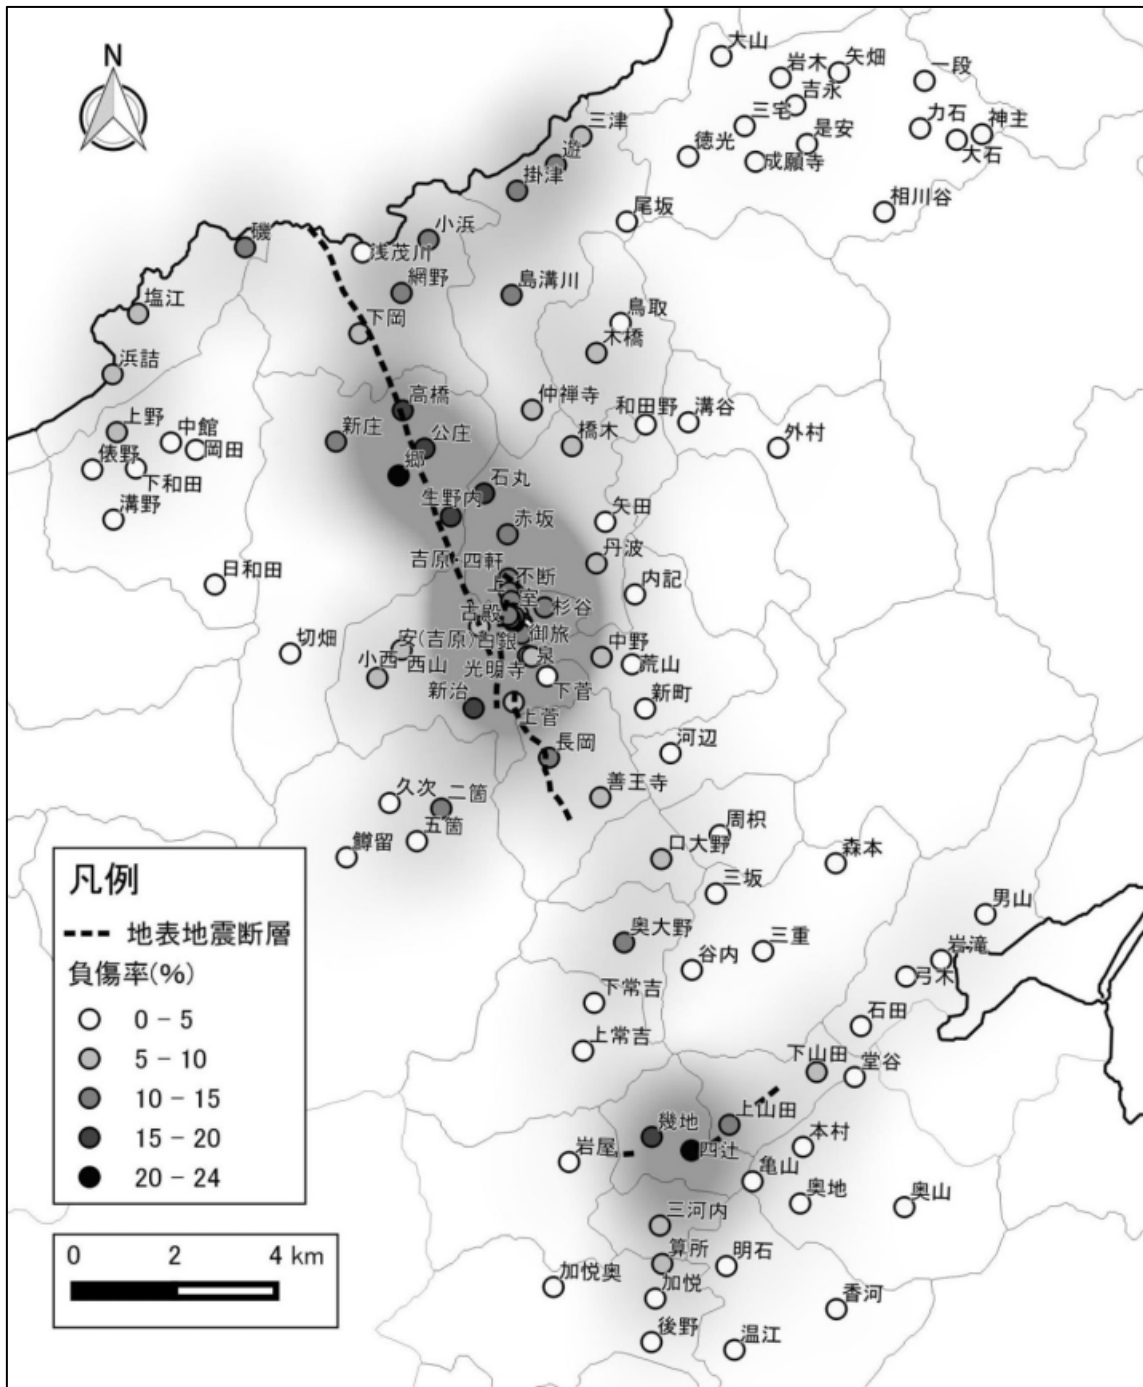 N
大山
岩木
矢畑
一段
吉永
三宅
力石
神主
三津
是安
大石
遊
徳光
成願寺
掛津
相川谷
尾坂
磯
小浜
浅茂川
網野
島溝川
塩江
鳥取
下岡
木橋
浜詰
高橋
仲禅寺
和田野
溝谷
上野
中館
新庄
公庄
橋木
外村
岡田
俵野
下和田
郷
石丸
生野内
溝野
矢田
赤坂
吉原・四軒
丹波
不断
上
日和田
内記
室
杉谷
古殿
安(吉原)
白銀
御旅
切畑
中野
泉
荒山
小西
西山
光明寺
下菅
新治
新町
上菅
長岡
河辺
久次
二箇
善王寺
五箇
周枳
鱒留
口大野
森本
三坂
男山
奥大野
三重
谷内
岩滝
弓木
下常吉
石田
上常吉
下山田
堂谷
幾地
上山田
四辻
本村
岩屋
亀山
奥地
奥山
三河内
算所
明石
加悦奥
加悦
香河
後野
温江
凡例
地表地震断層
負傷率(%)
0 − 5
5 − 10
10 − 15
15 − 20
20 − 24
0 2 4 km